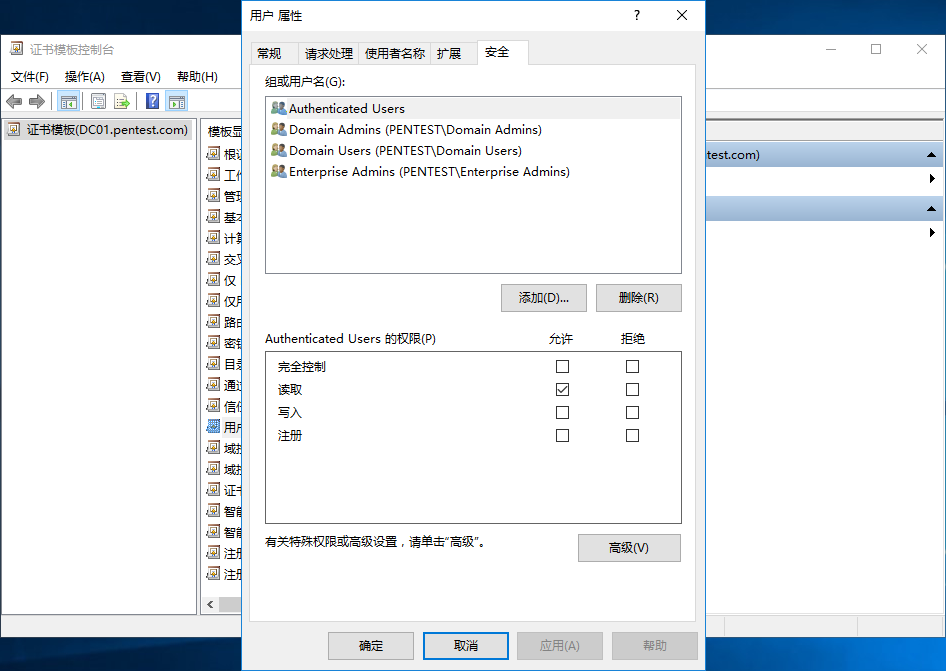 用户 属性
?
证书模板控制台
文件(F) 操作(A) 查看(V) 帮助(H)
常规 请求处理 使用者名称 扩展 安全
组或用户名(G):
Authenticated Users
Domain Admins (PENTEST\Domain Admins)
Domain Users (PENTEST\Domain Users)
Enterprise Admins (PENTEST\Enterprise Admins)
添加(D)... 删除(R)
Authenticated Users 的权限(P) 允许 拒绝
完全控制
读取
写入
注册
有关特殊权限或高级设置，请单击“高级”。
高级(V)
确定 取消 应用(A) 帮助
证书模板(DC01.pentest.com)
模板显
工作
管理
基本
计算
交叉
仅
仅用
路由
密钥
目录
通过
信任
用户
域控
域控
证书
智能
智能
注册
注册
test.com)